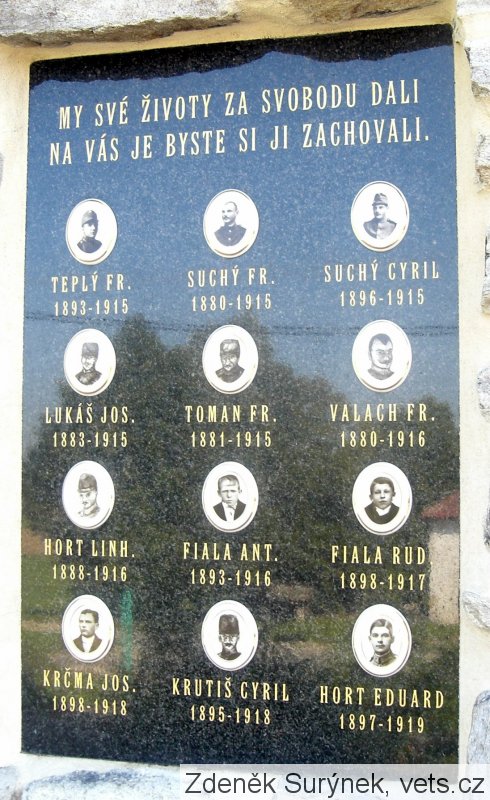 MY SVÉ ŽIVOTY ZA SVOBODU DALI
NA VÁS JE BYSTE SI JI ZACHOVALI.
TEPLÝ FR. SUCHÝ FR. SUCHÝ CYRIL
1893-1915 1880-1915 1896-1915
LUKÁŠ JOS. TOMAN FR. VALACH FR.
1883-1915 1881-1915 1880-1916
HORT LINH. FIALA ANT. FIALA RUD.
1888-1916 1893-1916 1898-1917
KRČMA JOS. KRUTIŠ CYRIL HORT EDUARD
1898-1918 1895-1918 1897-1919
Zdeněk Surýnek, vets.cz